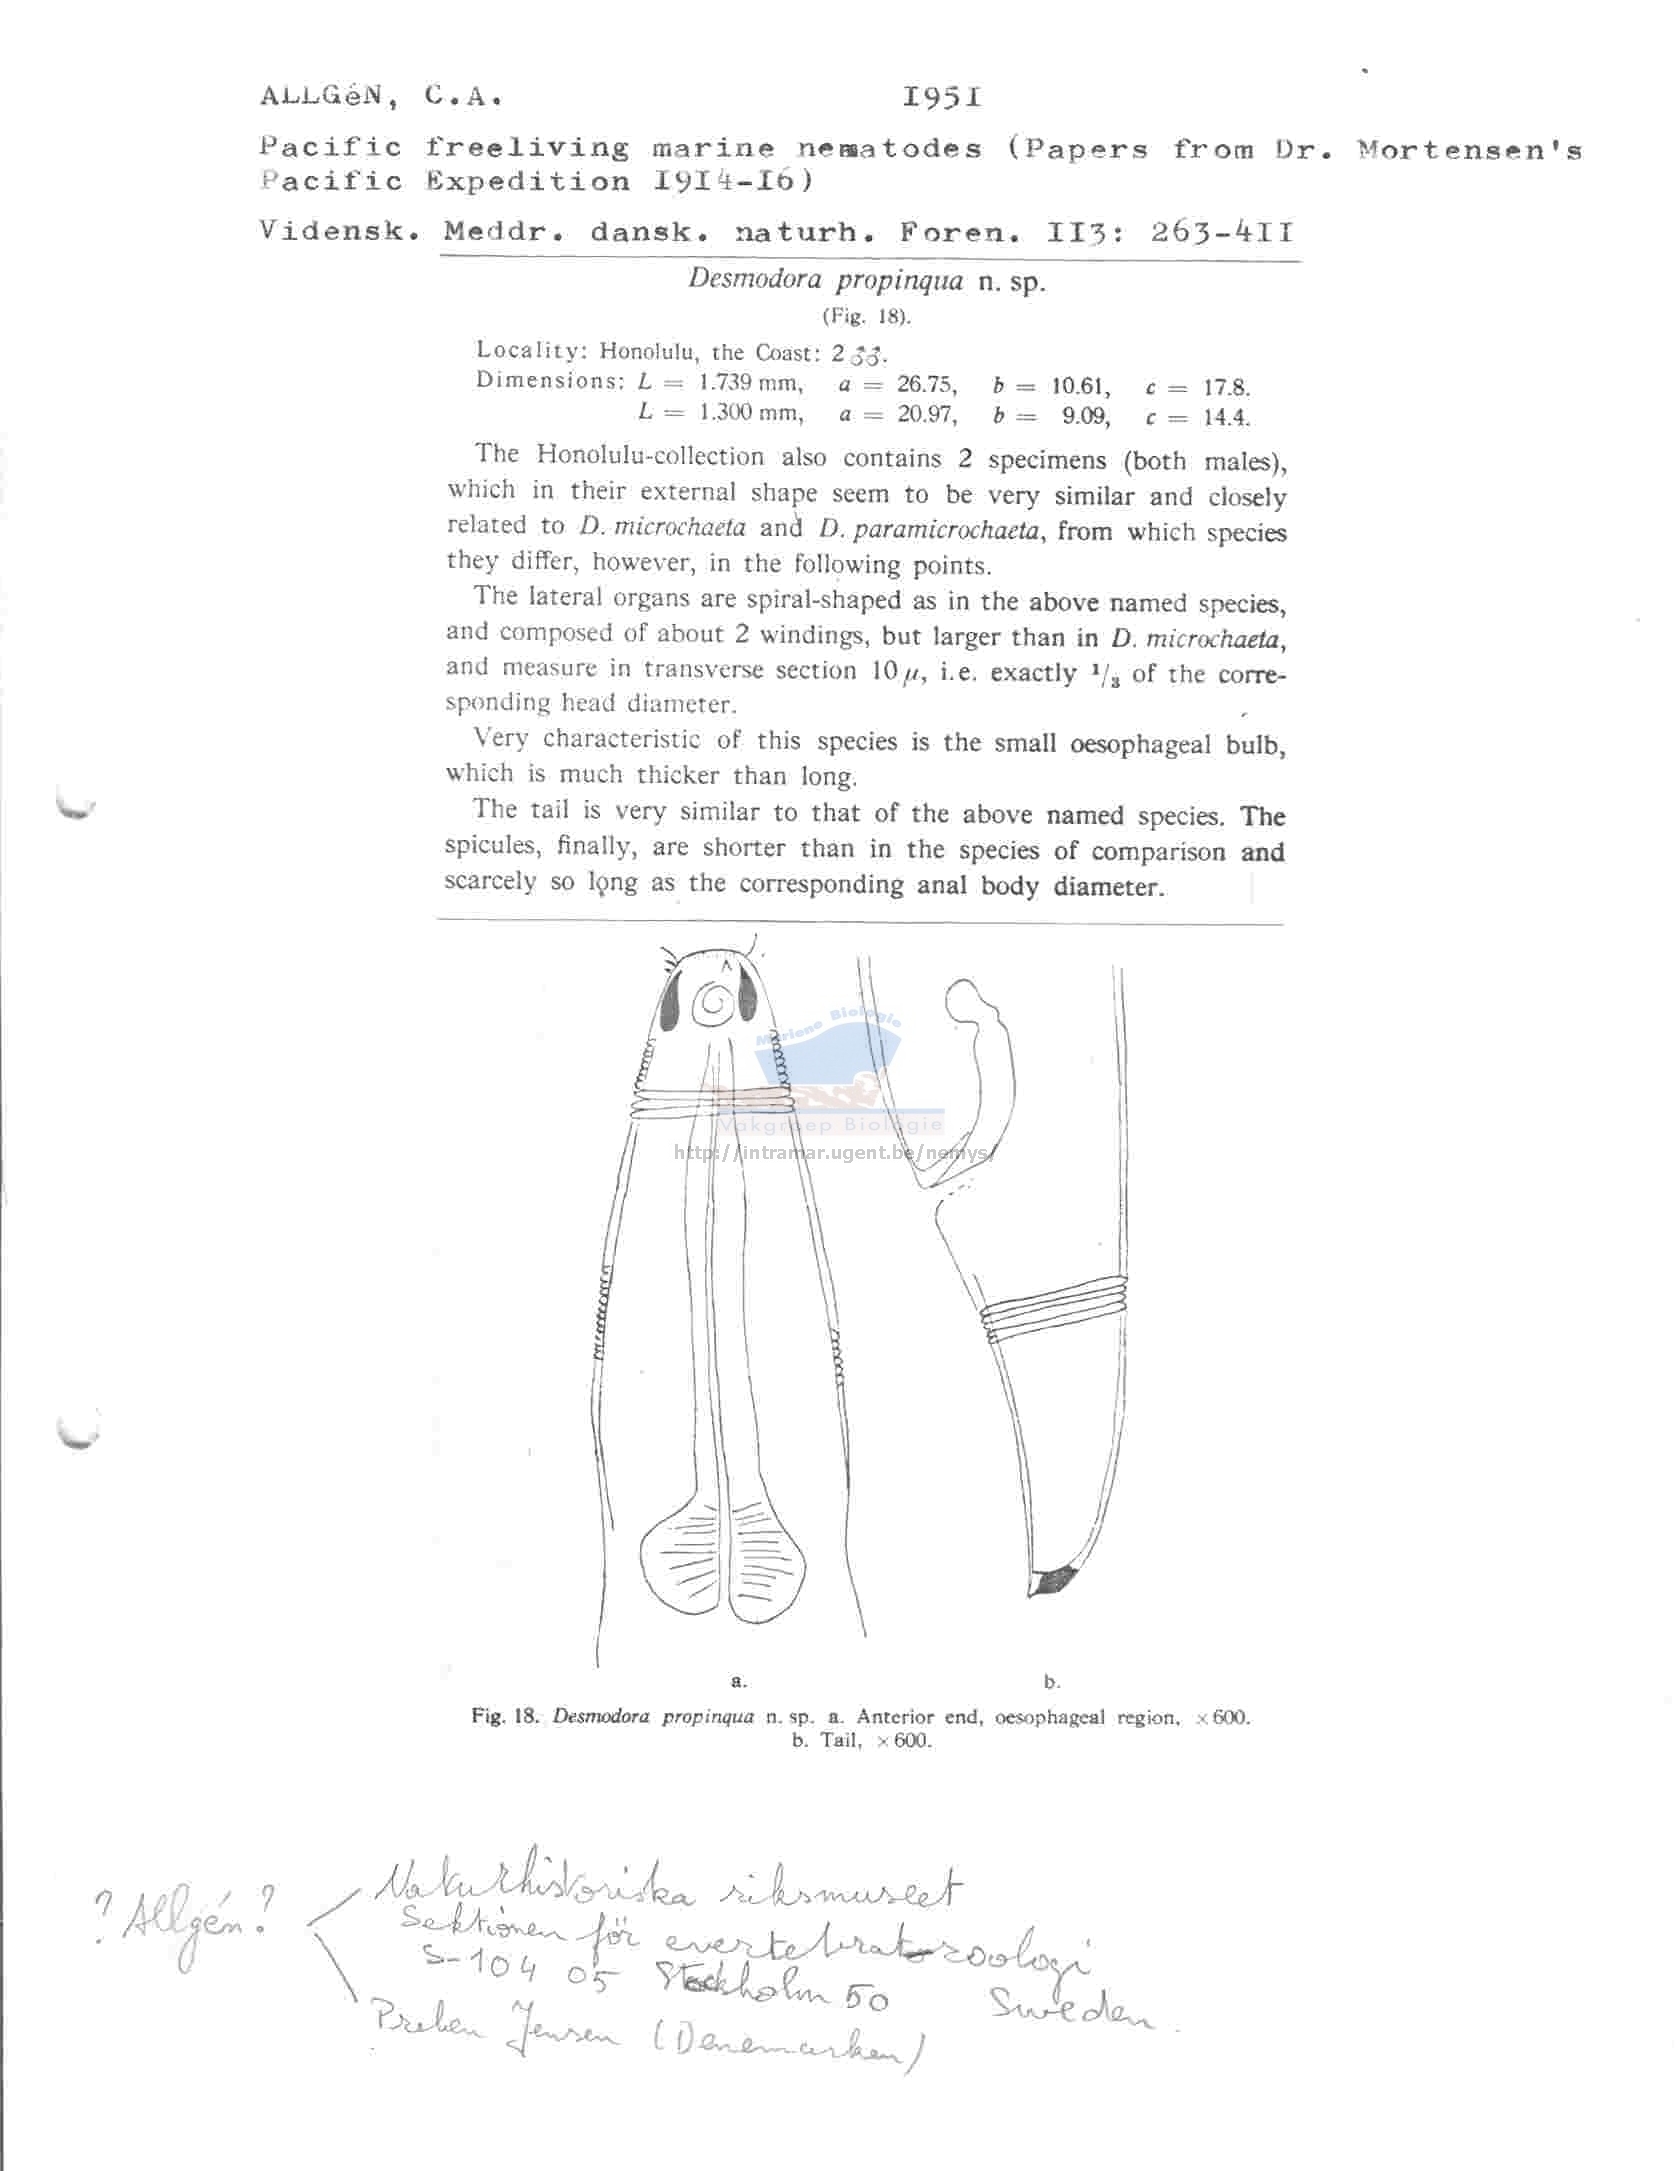 ALLGéN, C.A. I95I
Pacific freeliving marine nematodes (Papers from Dr. Mortensen's
Pacific Expedition I9I4-I6)
Vidensk. Meddr. dansk. naturh. Foren. II3: 263-4II
Desmodora propinqua n. sp.
(Fig. 18).
Locality: Honolulu, the Coast: 2 ♂♂.
Dimensions: L = 1.739 mm, a = 26.75, b = 10.61, c = 17.8.
L = 1.300 mm, a = 20.97, b = 9.09, c = 14.4.
The Honolulu-collection also contains 2 specimens (both males),
which in their external shape seem to be very similar and closely
related to D. microchaeta and D. paramicrochaeta, from which species
they differ, however, in the following points.
The lateral organs are spiral-shaped as in the above named species,
and composed of about 2 windings, but larger than in D. microchaeta,
and measure in transverse section 10 µ, i.e. exactly 1/3 of the corre-
sponding head diameter.
Very characteristic of this species is the small oesophageal bulb,
which is much thicker than long.
The tail is very similar to that of the above named species. The
spicules, finally, are shorter than in the species of comparison and
scarcely so long as the corresponding anal body diameter.
Mariene Biologie
Vakgroep Biologie
http://intramar.ugent.be/nemys/
a. b.
Fig. 18. Desmodora propinqua n. sp. a. Anterior end, oesophageal region, ×600.
b. Tail, ×600.
? Allgén ?
Naturhistoriska riksmuseet
Sektionen för evertebratzoologi
S-104 05 Stockholm 50 Sweden.
Preben Jensen (Denemarken)